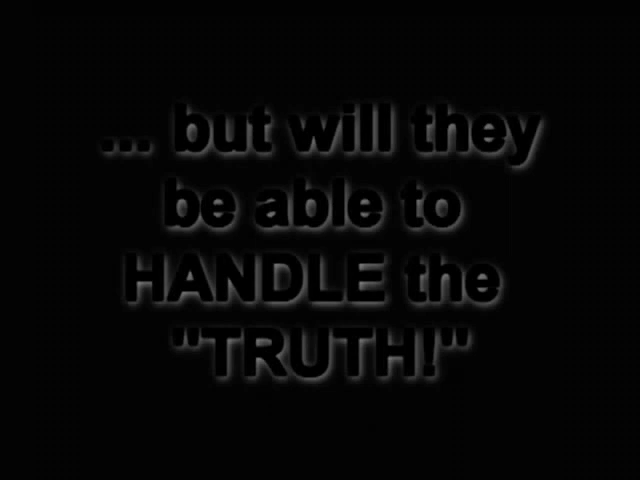 ... but will they
be able to
HANDLE the
"TRUTH!"